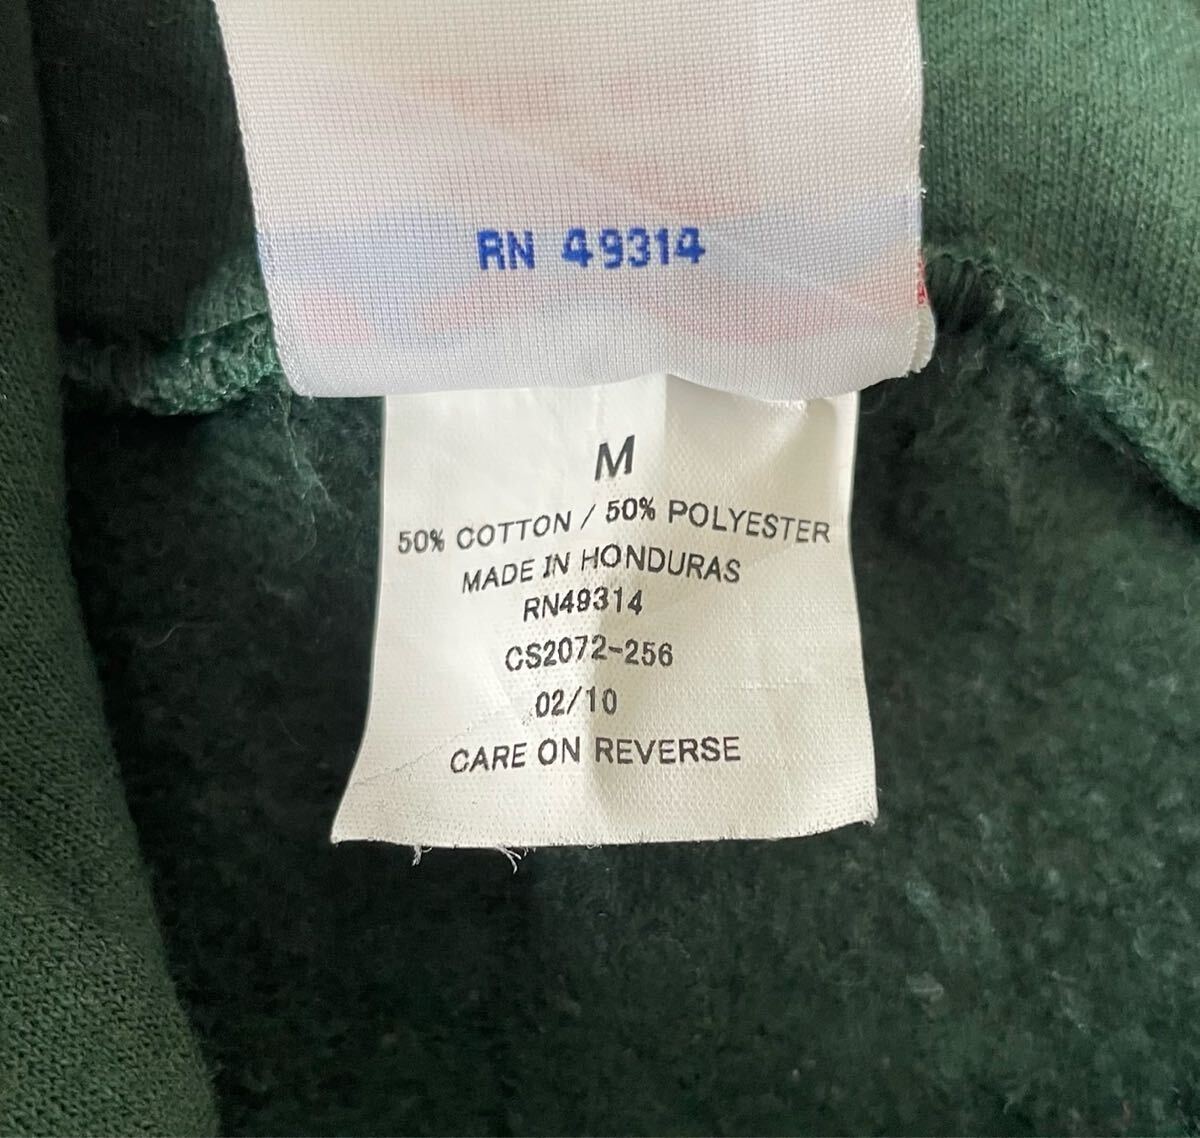 RN 49314
M
50% COTTON / 50% POLYESTER
MADE IN HONDURAS
RN49314
CS2072-256
02/10
CARE ON REVERSE